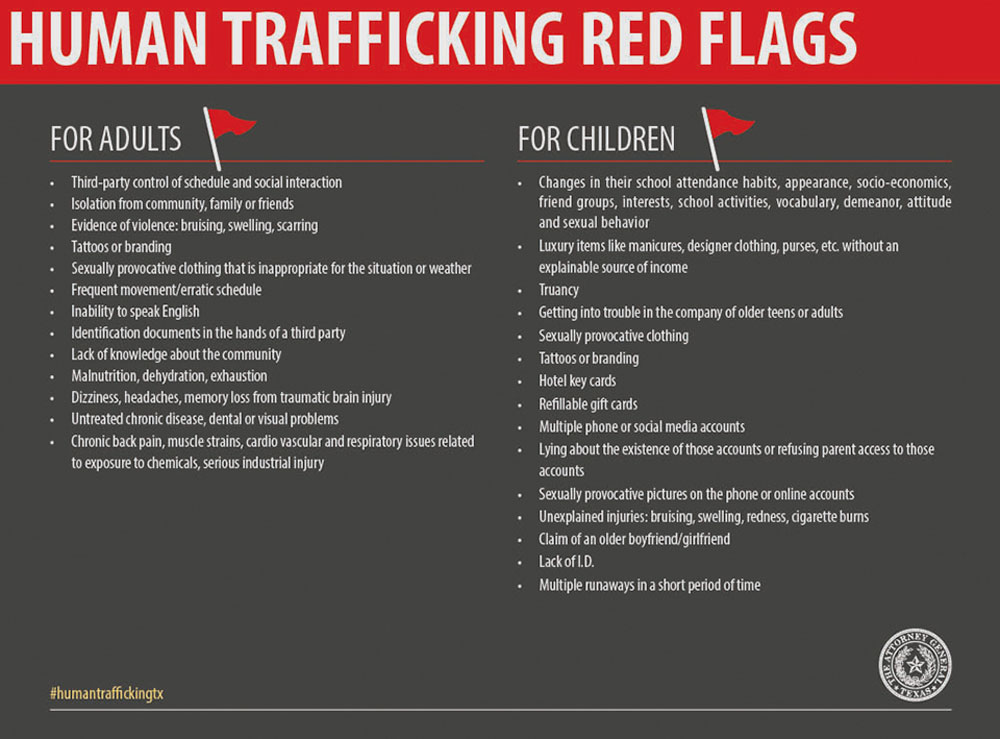 HUMAN TRAFFICKING RED FLAGS
FOR ADULTS
• Third-party control of schedule and social interaction
• Isolation from community, family or friends
• Evidence of violence: bruising, swelling, scarring
• Tattoos or branding
• Sexually provocative clothing that is inappropriate for the situation or weather
• Frequent movement/erratic schedule
• Inability to speak English
• Identification documents in the hands of a third party
• Lack of knowledge about the community
• Malnutrition, dehydration, exhaustion
• Dizziness, headaches, memory loss from traumatic brain injury
• Untreated chronic disease, dental or visual problems
• Chronic back pain, muscle strains, cardio vascular and respiratory issues related
to exposure to chemicals, serious industrial injury
FOR CHILDREN
• Changes in their school attendance habits, appearance, socio-economics,
friend groups, interests, school activities, vocabulary, demeanor, attitude
and sexual behavior
• Luxury items like manicures, designer clothing, purses, etc. without an
explainable source of income
• Truancy
• Getting into trouble in the company of older teens or adults
• Sexually provocative clothing
• Tattoos or branding
• Hotel key cards
• Refillable gift cards
• Multiple phone or social media accounts
• Lying about the existence of those accounts or refusing parent access to those
accounts
• Sexually provocative pictures on the phone or online accounts
• Unexplained injuries: bruising, swelling, redness, cigarette burns
• Claim of an older boyfriend/girlfriend
• Lack of I.D.
• Multiple runaways in a short period of time
#humantraffickingtx
THE ATTORNEY GENERAL
TEXAS